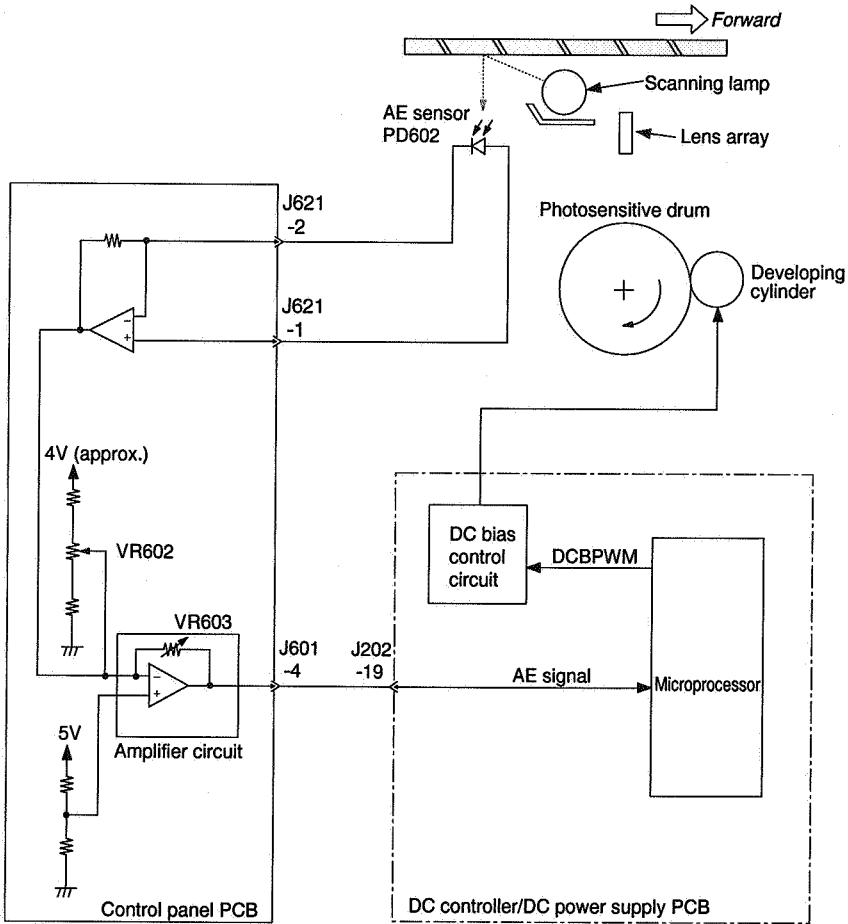 Forward
Scanning lamp
AE sensor
PD602
Lens array
J621
-2
Photosensitive drum
Developing
cylinder
J621
-1
4V (approx.)
VR602
DC bias
control
circuit
DCBPWM
VR603
J601
-4
J202
-19
AE signal
Microprocessor
5V
Amplifier circuit
Control panel PCB
DC controller/DC power supply PCB